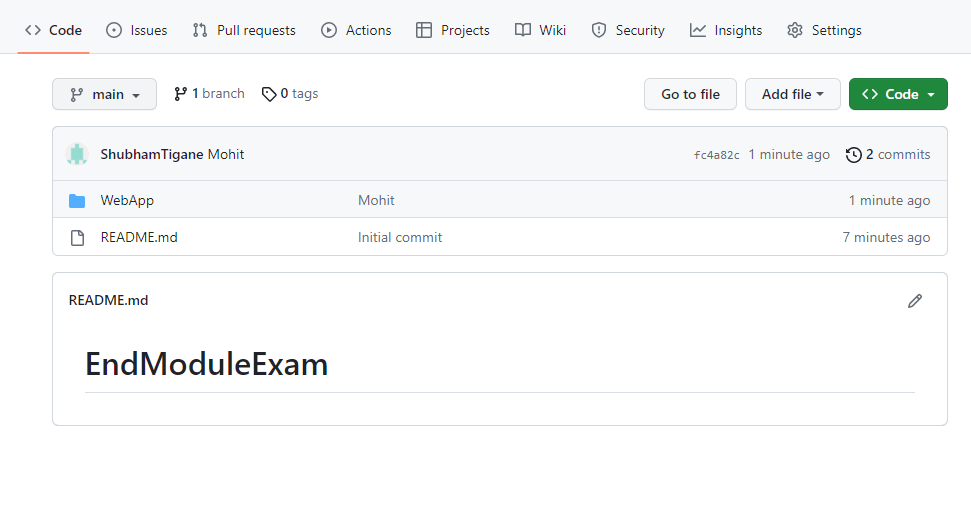 Code Issues Pull requests Actions Projects Wiki Security Insights Settings
main 1 branch 0 tags Go to file Add file Code
ShubhamTigane Mohit fc4a82c 1 minute ago 2 commits
WebApp Mohit 1 minute ago
README.md Initial commit 7 minutes ago
README.md
EndModuleExam